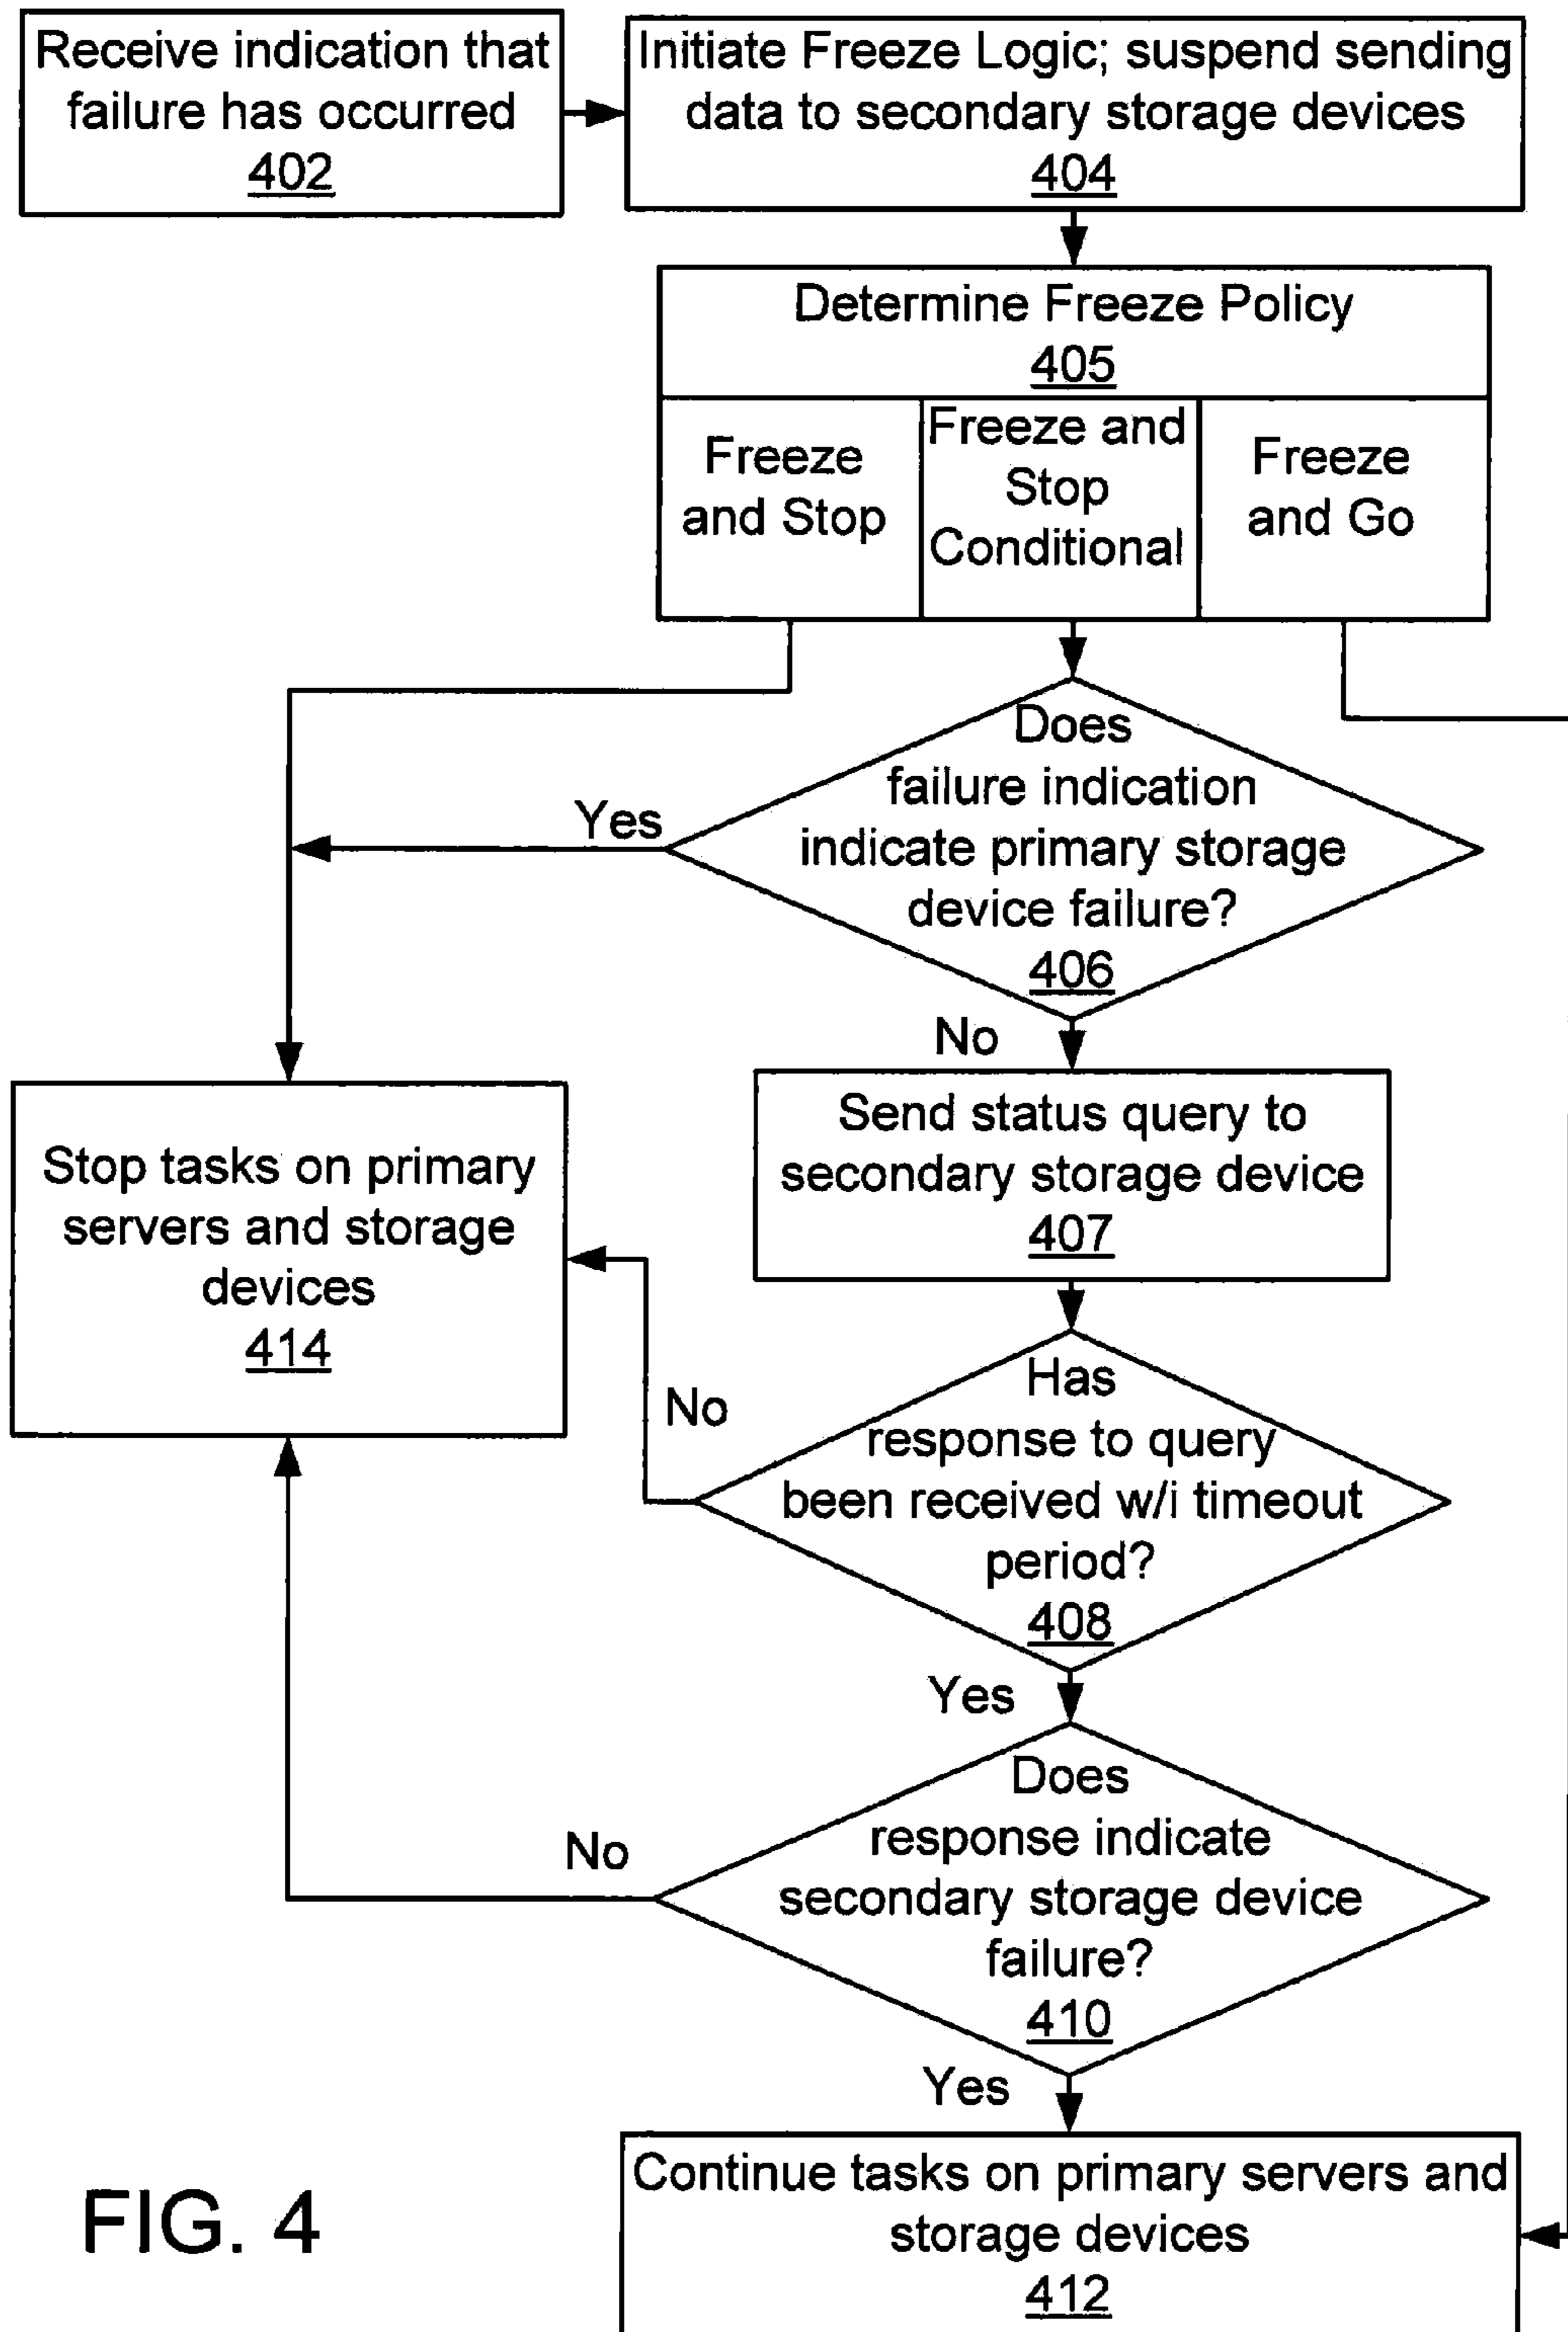 Receive indication that
failure has occurred
402
Initiate Freeze Logic; suspend sending
data to secondary storage devices
404
Determine Freeze Policy
405
Freeze
and Stop
Freeze and
Stop
Conditional
Freeze
and Go
Does
failure indication
indicate primary storage
device failure?
406
Yes
No
Send status query to
secondary storage device
407
Stop tasks on primary
servers and storage
devices
414
Has
response to query
been received w/i timeout
period?
408
No
Yes
Does
response indicate
secondary storage device
failure?
410
No
Yes
Continue tasks on primary servers and
storage devices
412
FIG. 4